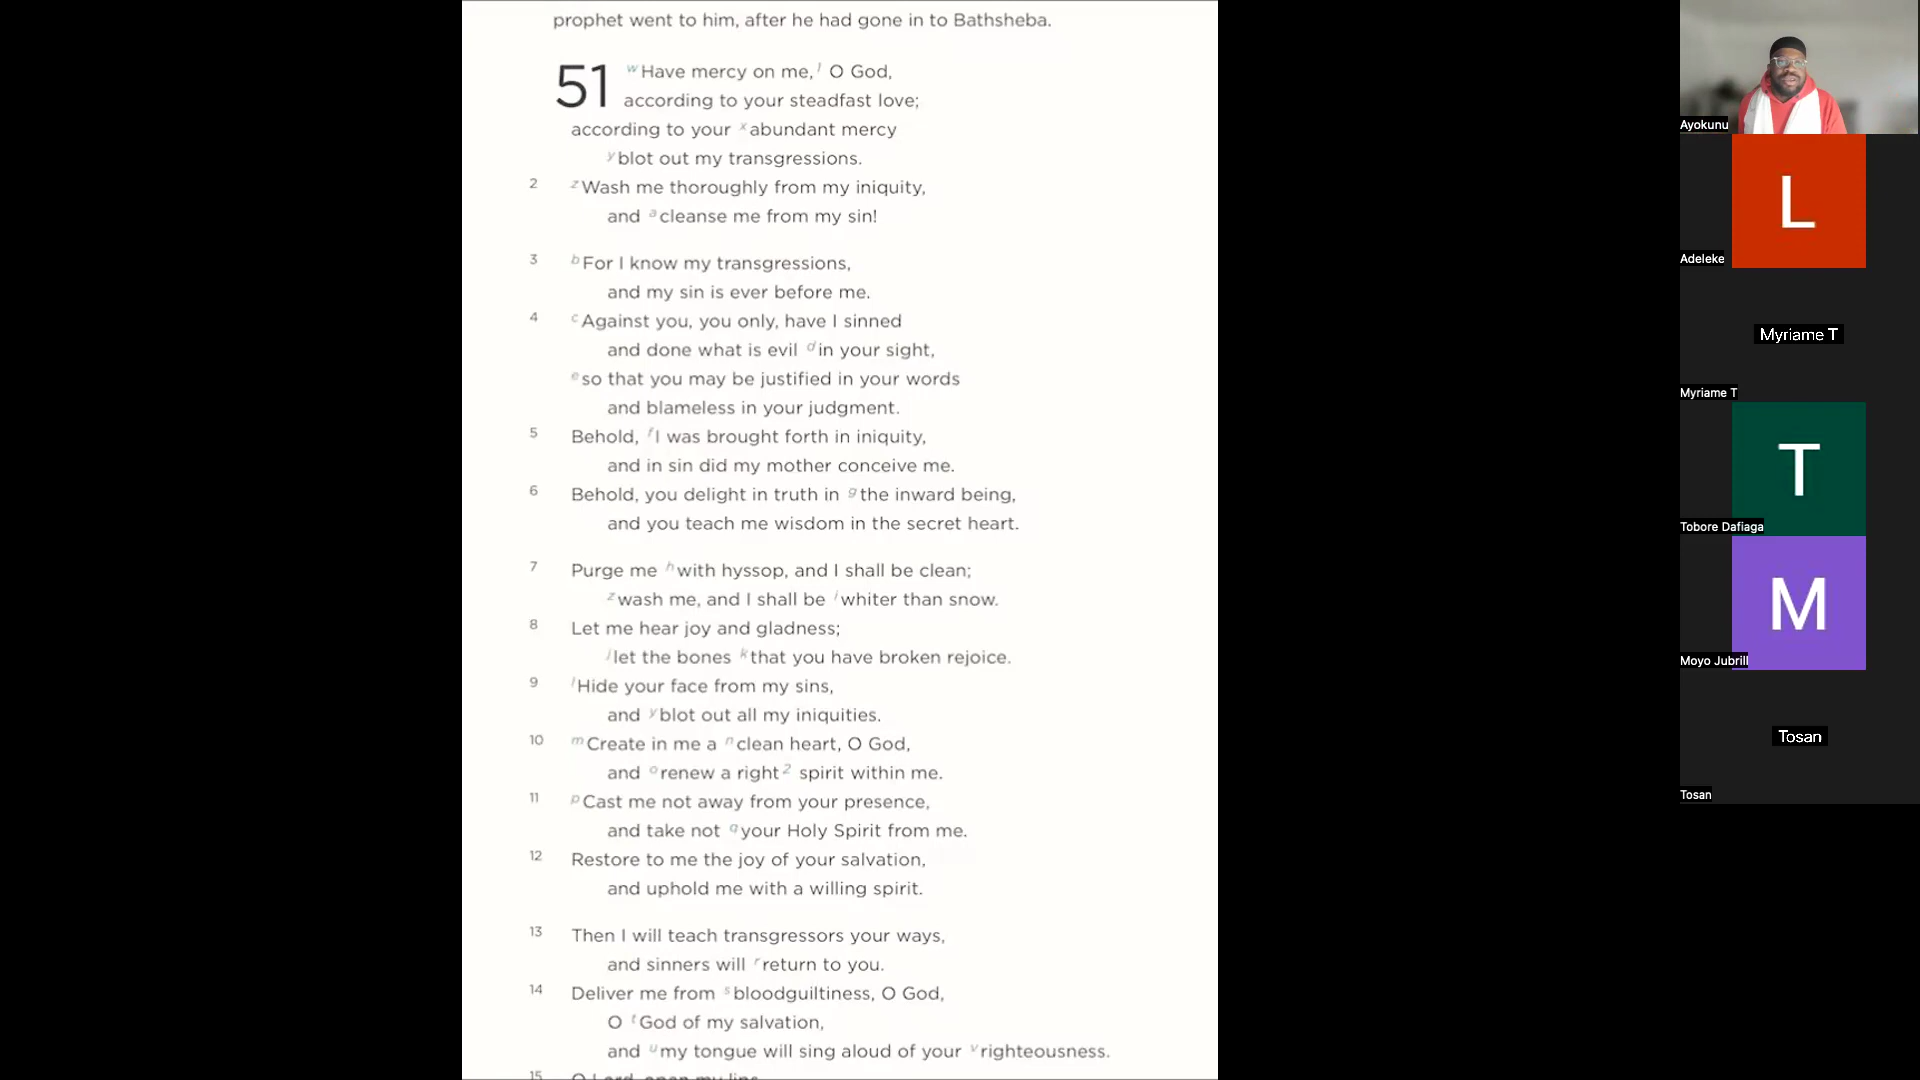 prophet went to him, after he had gone in to Bathsheba.
51 w Have mercy on me,1 O God,
according to your steadfast love;
according to your x abundant mercy
y blot out my transgressions.
2 z Wash me thoroughly from my iniquity,
and a cleanse me from my sin!
3 b For I know my transgressions,
and my sin is ever before me.
4 c Against you, you only, have I sinned
and done what is evil d in your sight,
e so that you may be justified in your words
and blameless in your judgment.
5 Behold, f I was brought forth in iniquity,
and in sin did my mother conceive me.
6 Behold, you delight in truth in g the inward being,
and you teach me wisdom in the secret heart.
7 Purge me h with hyssop, and I shall be clean;
z wash me, and I shall be i whiter than snow.
8 Let me hear joy and gladness;
j let the bones k that you have broken rejoice.
9 l Hide your face from my sins,
and y blot out all my iniquities.
10 m Create in me a n clean heart, O God,
and o renew a right2 spirit within me.
11 p Cast me not away from your presence,
and take not q your Holy Spirit from me.
12 Restore to me the joy of your salvation,
and uphold me with a willing spirit.
13 Then I will teach transgressors your ways,
and sinners will r return to you.
14 Deliver me from s bloodguiltiness, O God,
O t God of my salvation,
and u my tongue will sing aloud of your v righteousness.
15 O Lord, open my lips
Ayokunu
L
Adeleke
Myriame T
Myriame T
T
Tobore Dafiaga
M
Moyo Jubrill
Tosan
Tosan